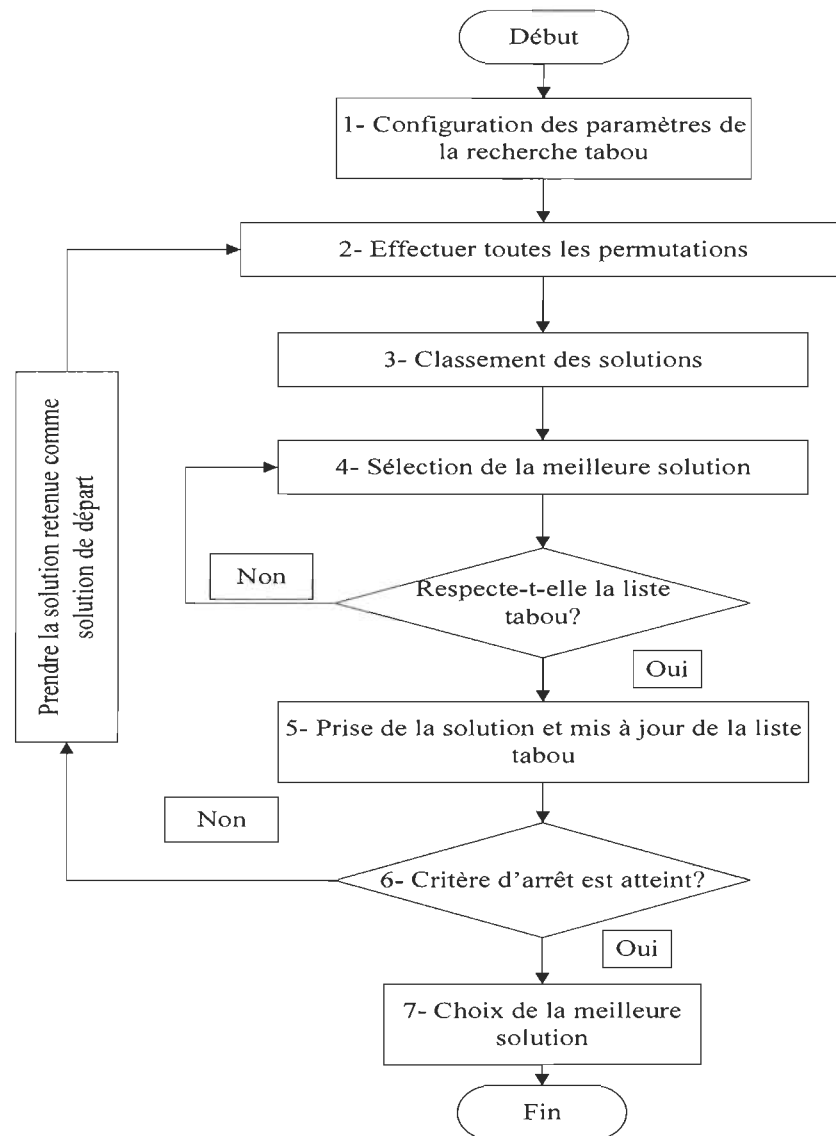 Début
1- Configuration des paramètres de
la recherche tabou
2- Effectuer toutes les permutations
3- Classement des solutions
4- Sélection de la meilleure solution
Non
Respecte-t-elle la liste
tabou?
Oui
Prendre la solution retenue comme
solution de départ
5- Prise de la solution et mis à jour de la liste
tabou
Non
6- Critère d’arrêt est atteint?
Oui
7- Choix de la meilleure
solution
Fin